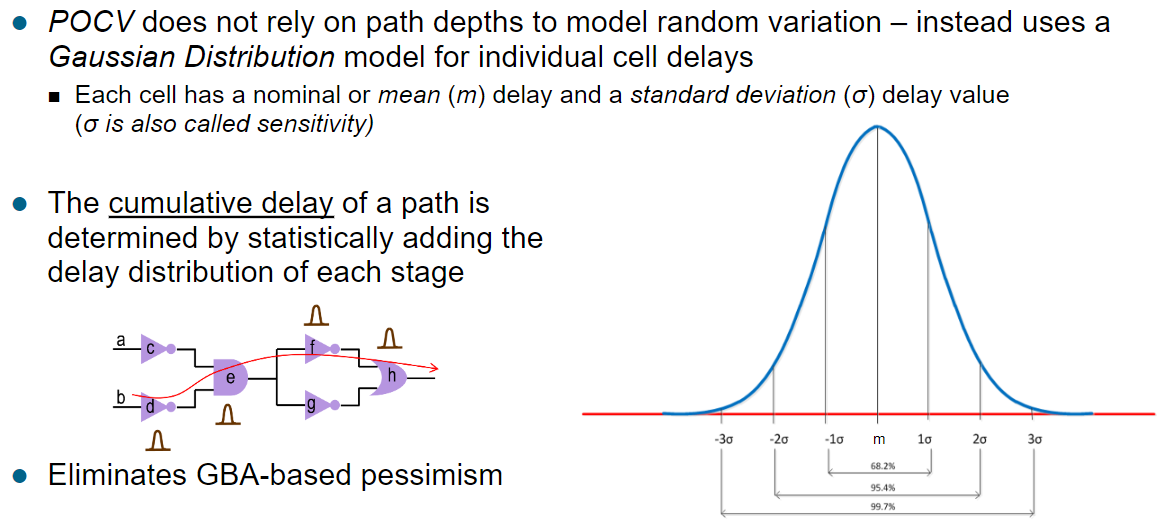 POCV does not rely on path depths to model random variation – instead uses a
Gaussian Distribution model for individual cell delays
Each cell has a nominal or mean (m) delay and a standard deviation (σ) delay value
(σ is also called sensitivity)
The cumulative delay of a path is
determined by statistically adding the
delay distribution of each stage
a
c
b
d
e
f
g
h
Eliminates GBA-based pessimism
-3σ -2σ -1σ m 1σ 2σ 3σ
68.2%
95.4%
99.7%